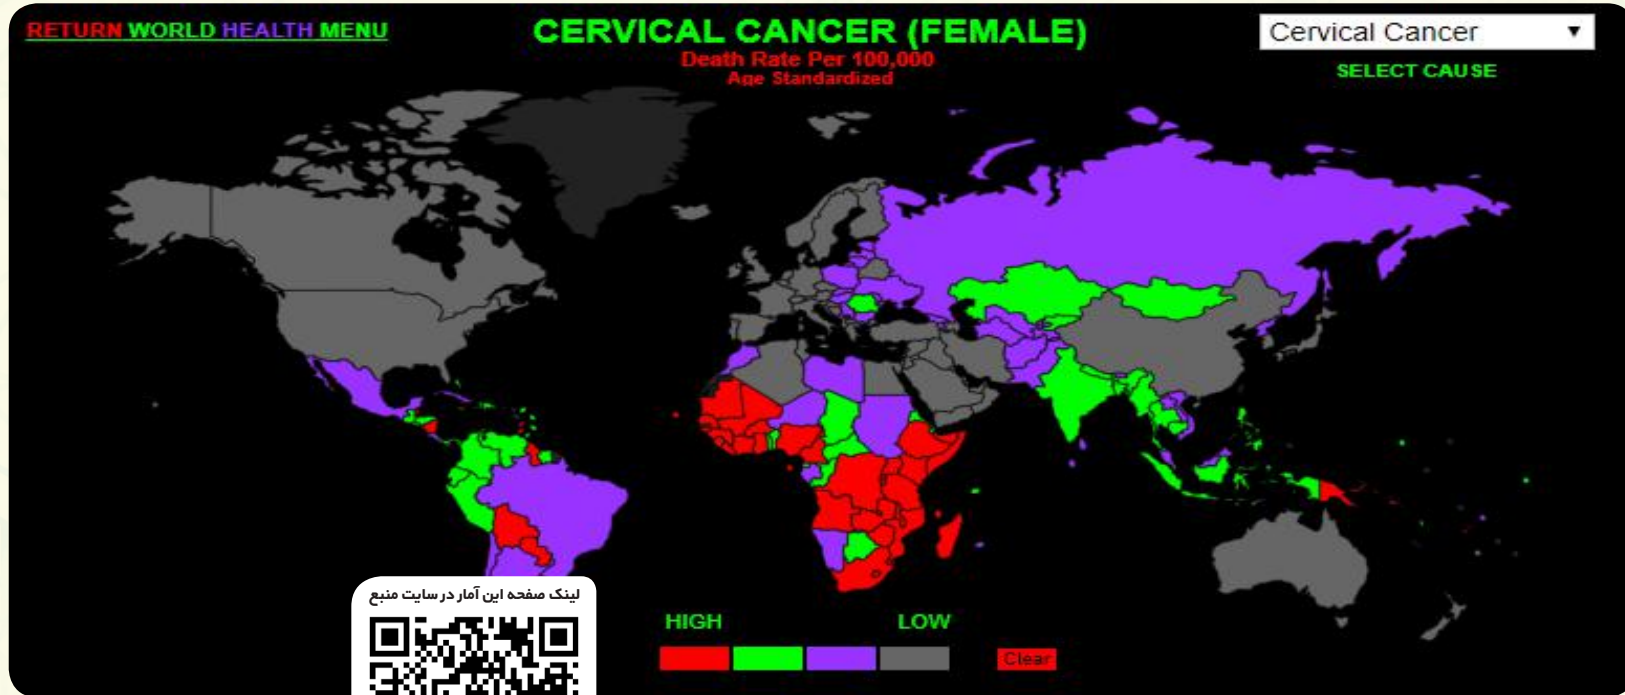 RETURN WORLD HEALTH MENU
CERVICAL CANCER (FEMALE)
Death Rate Per 100,000
Age Standardized
Cervical Cancer
SELECT CAUSE
لینک صفحه این آمار در سایت منبع
HIGH
LOW
Clear